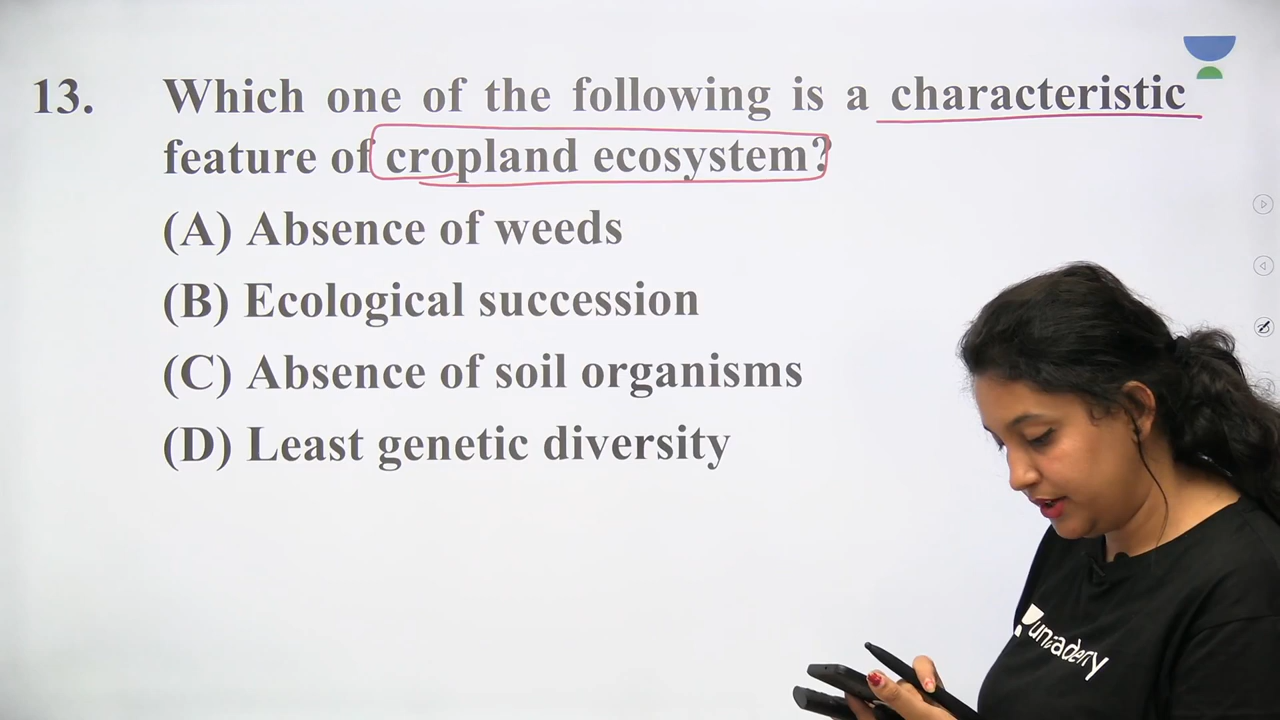 13. Which one of the following is a characteristic
feature of cropland ecosystem?
(A) Absence of weeds
(B) Ecological succession
(C) Absence of soil organisms
(D) Least genetic diversity
unacademy